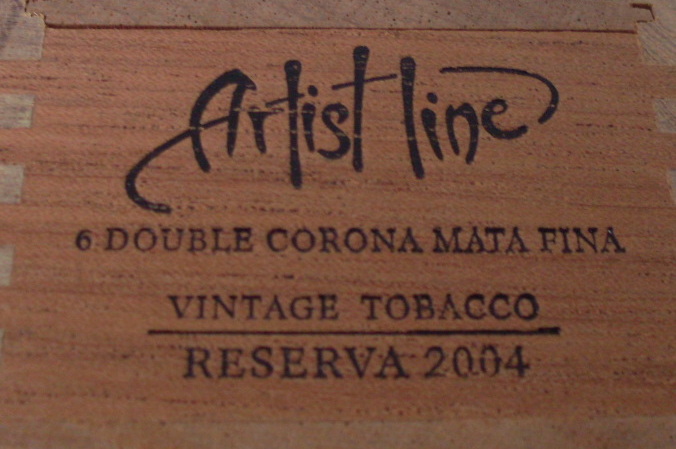 Artist line
6 DOUBLE CORONA MATA FINA
VINTAGE TOBACCO
RESERVA 2004